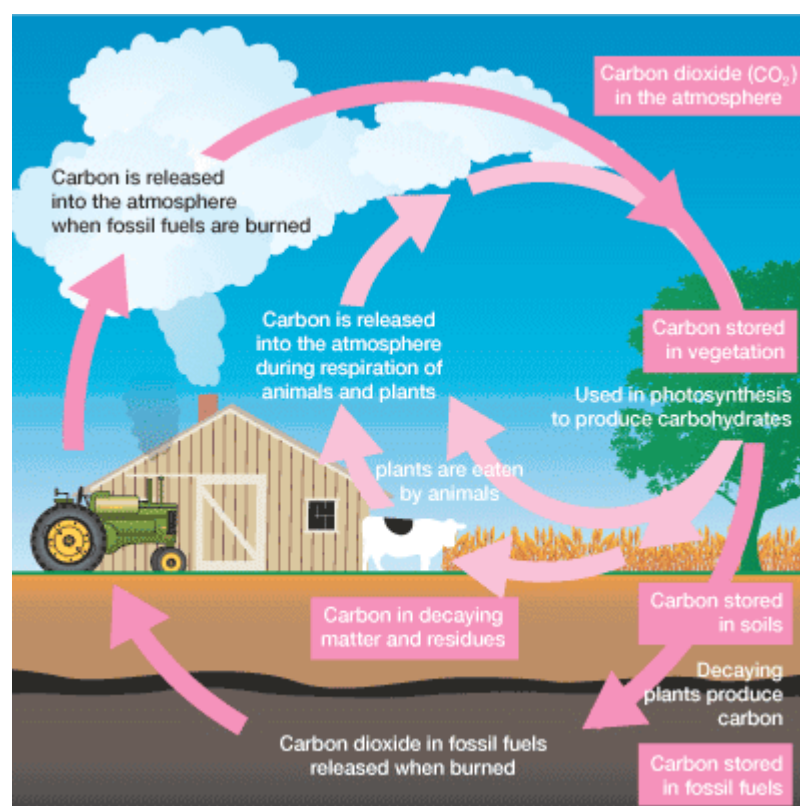 Carbon dioxide (CO₂)
in the atmosphere
Carbon is released
into the atmosphere
when fossil fuels are burned
Carbon is released
into the atmosphere
during respiration of
animals and plants
Carbon stored
in vegetation
Used in photosynthesis
to produce carbohydrates
plants are eaten
by animals
Carbon in decaying
matter and residues
Carbon stored
in soils
Decaying
plants produce
carbon
Carbon dioxide in fossil fuels
released when burned
Carbon stored
in fossil fuels